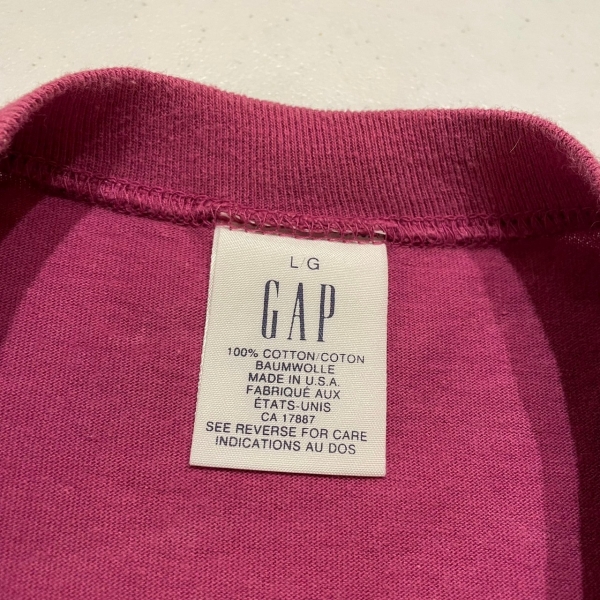 L/G
GAP
100% COTTON/COTON
BAUMWOLLE
MADE IN U.S.A.
FABRIQUÉ AUX
ÉTATS-UNIS
CA 17887
SEE REVERSE FOR CARE
INDICATIONS AU DOS